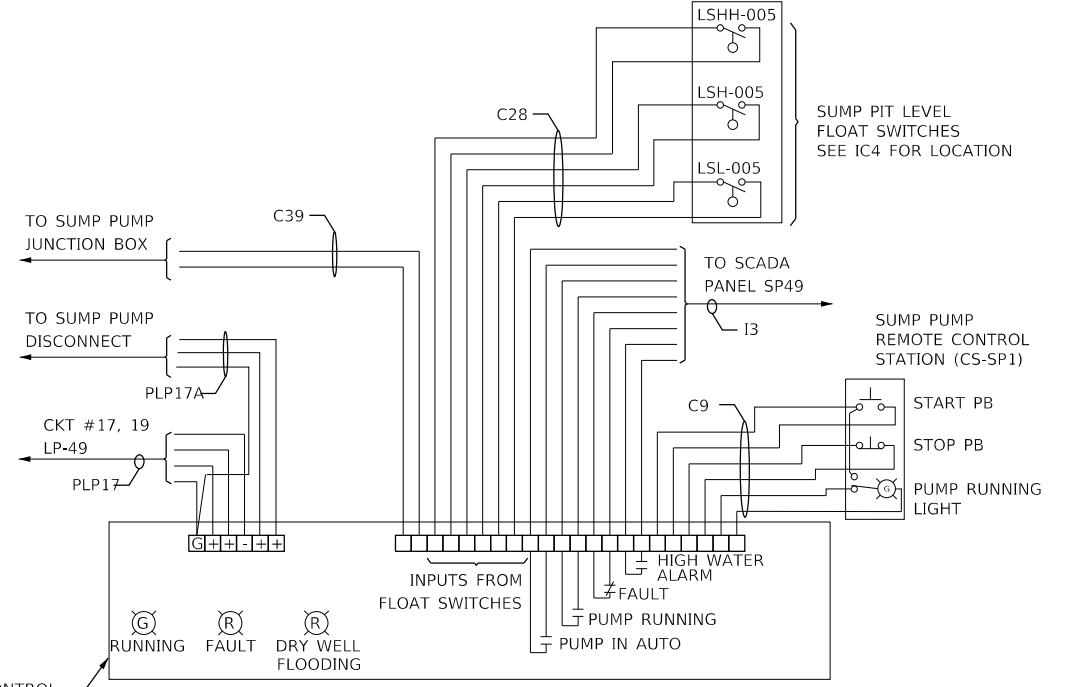 LSHH-005
LSH-005
C28
SUMP PIT LEVEL
FLOAT SWITCHES
SEE IC4 FOR LOCATION
LSL-005
TO SUMP PUMP
JUNCTION BOX
C39
TO SCADA
PANEL SP49
I3
TO SUMP PUMP
DISCONNECT
PLP17A
SUMP PUMP
REMOTE CONTROL
STATION (CS-SP1)
C9
START PB
STOP PB
G
PUMP RUNNING
LIGHT
CKT #17, 19
LP-49
PLP17
G + + - + +
INPUTS FROM
FLOAT SWITCHES
HIGH WATER
ALARM
FAULT
PUMP RUNNING
PUMP IN AUTO
G
RUNNING
R
FAULT
R
DRY WELL
FLOODING